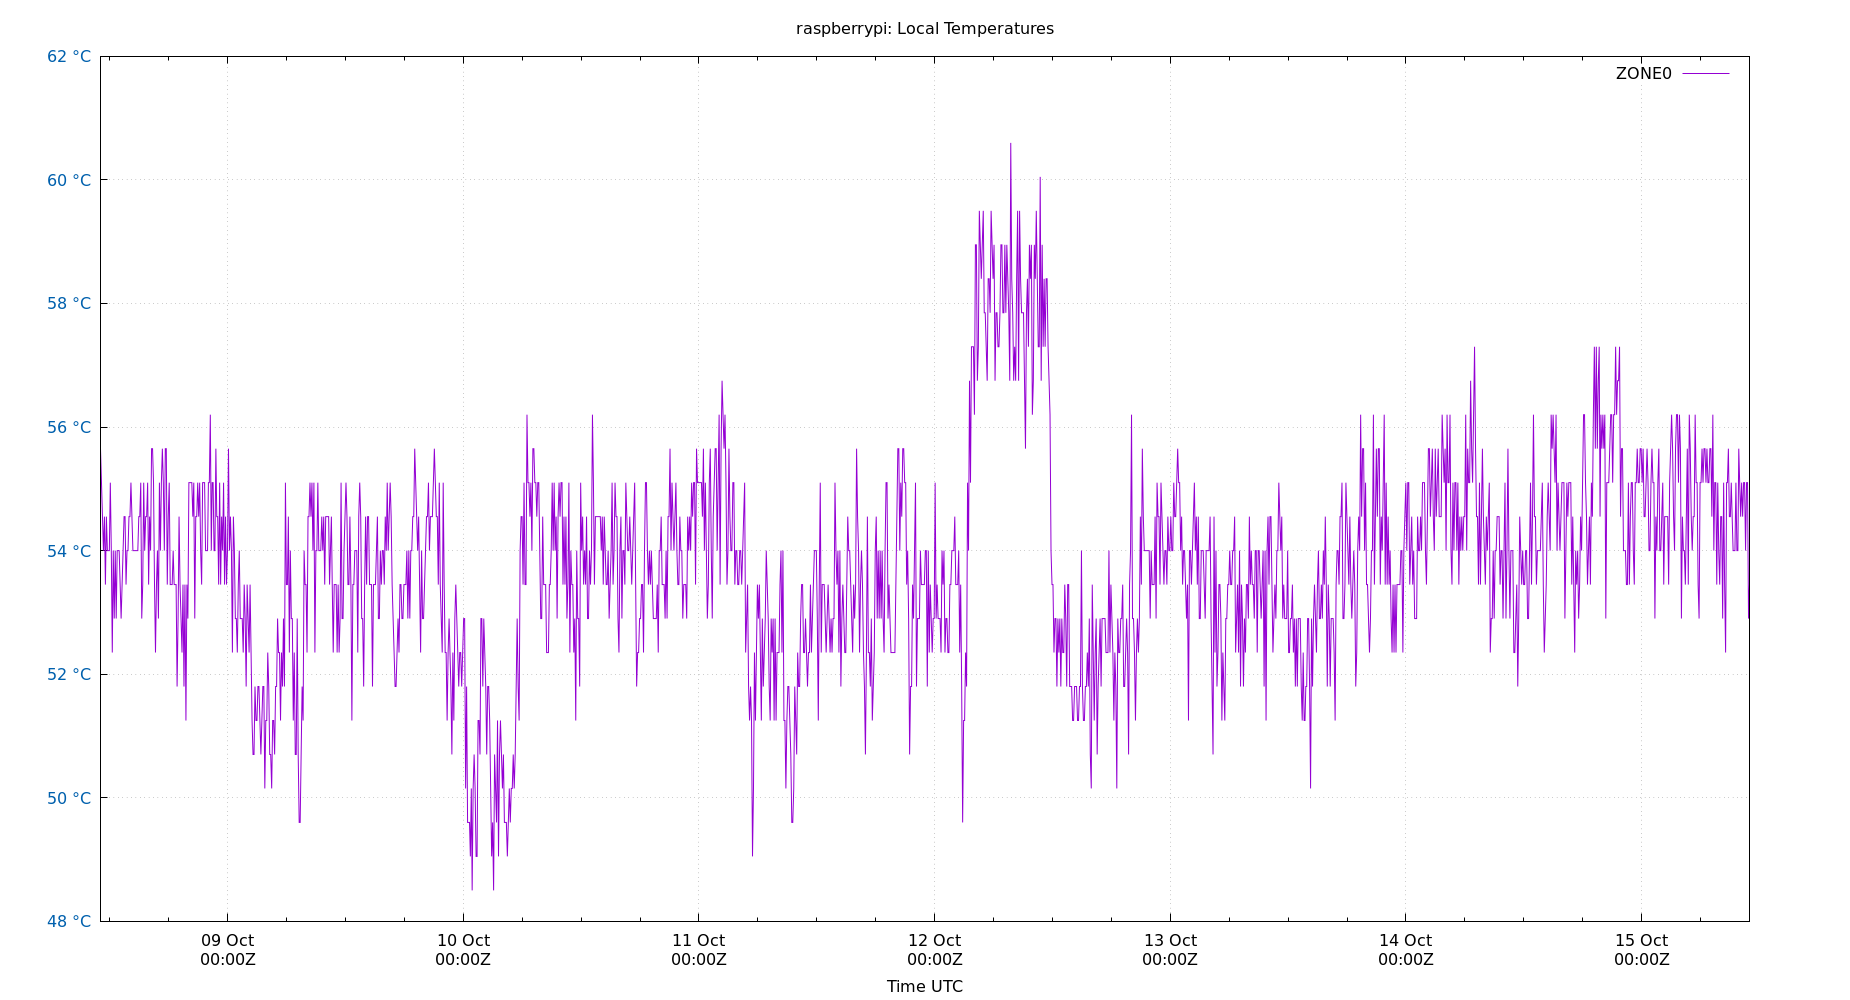 raspberrypi: Local Temperatures
62 °C
ZONE0
60 °C
58 °C
56 °C
54 °C
52 °C
50 °C
48 °C
09 Oct 10 Oct 11 Oct 12 Oct 13 Oct 14 Oct 15 Oct
00:00Z 00:00Z 00:00Z 00:00Z 00:00Z 00:00Z 00:00Z
Time UTC